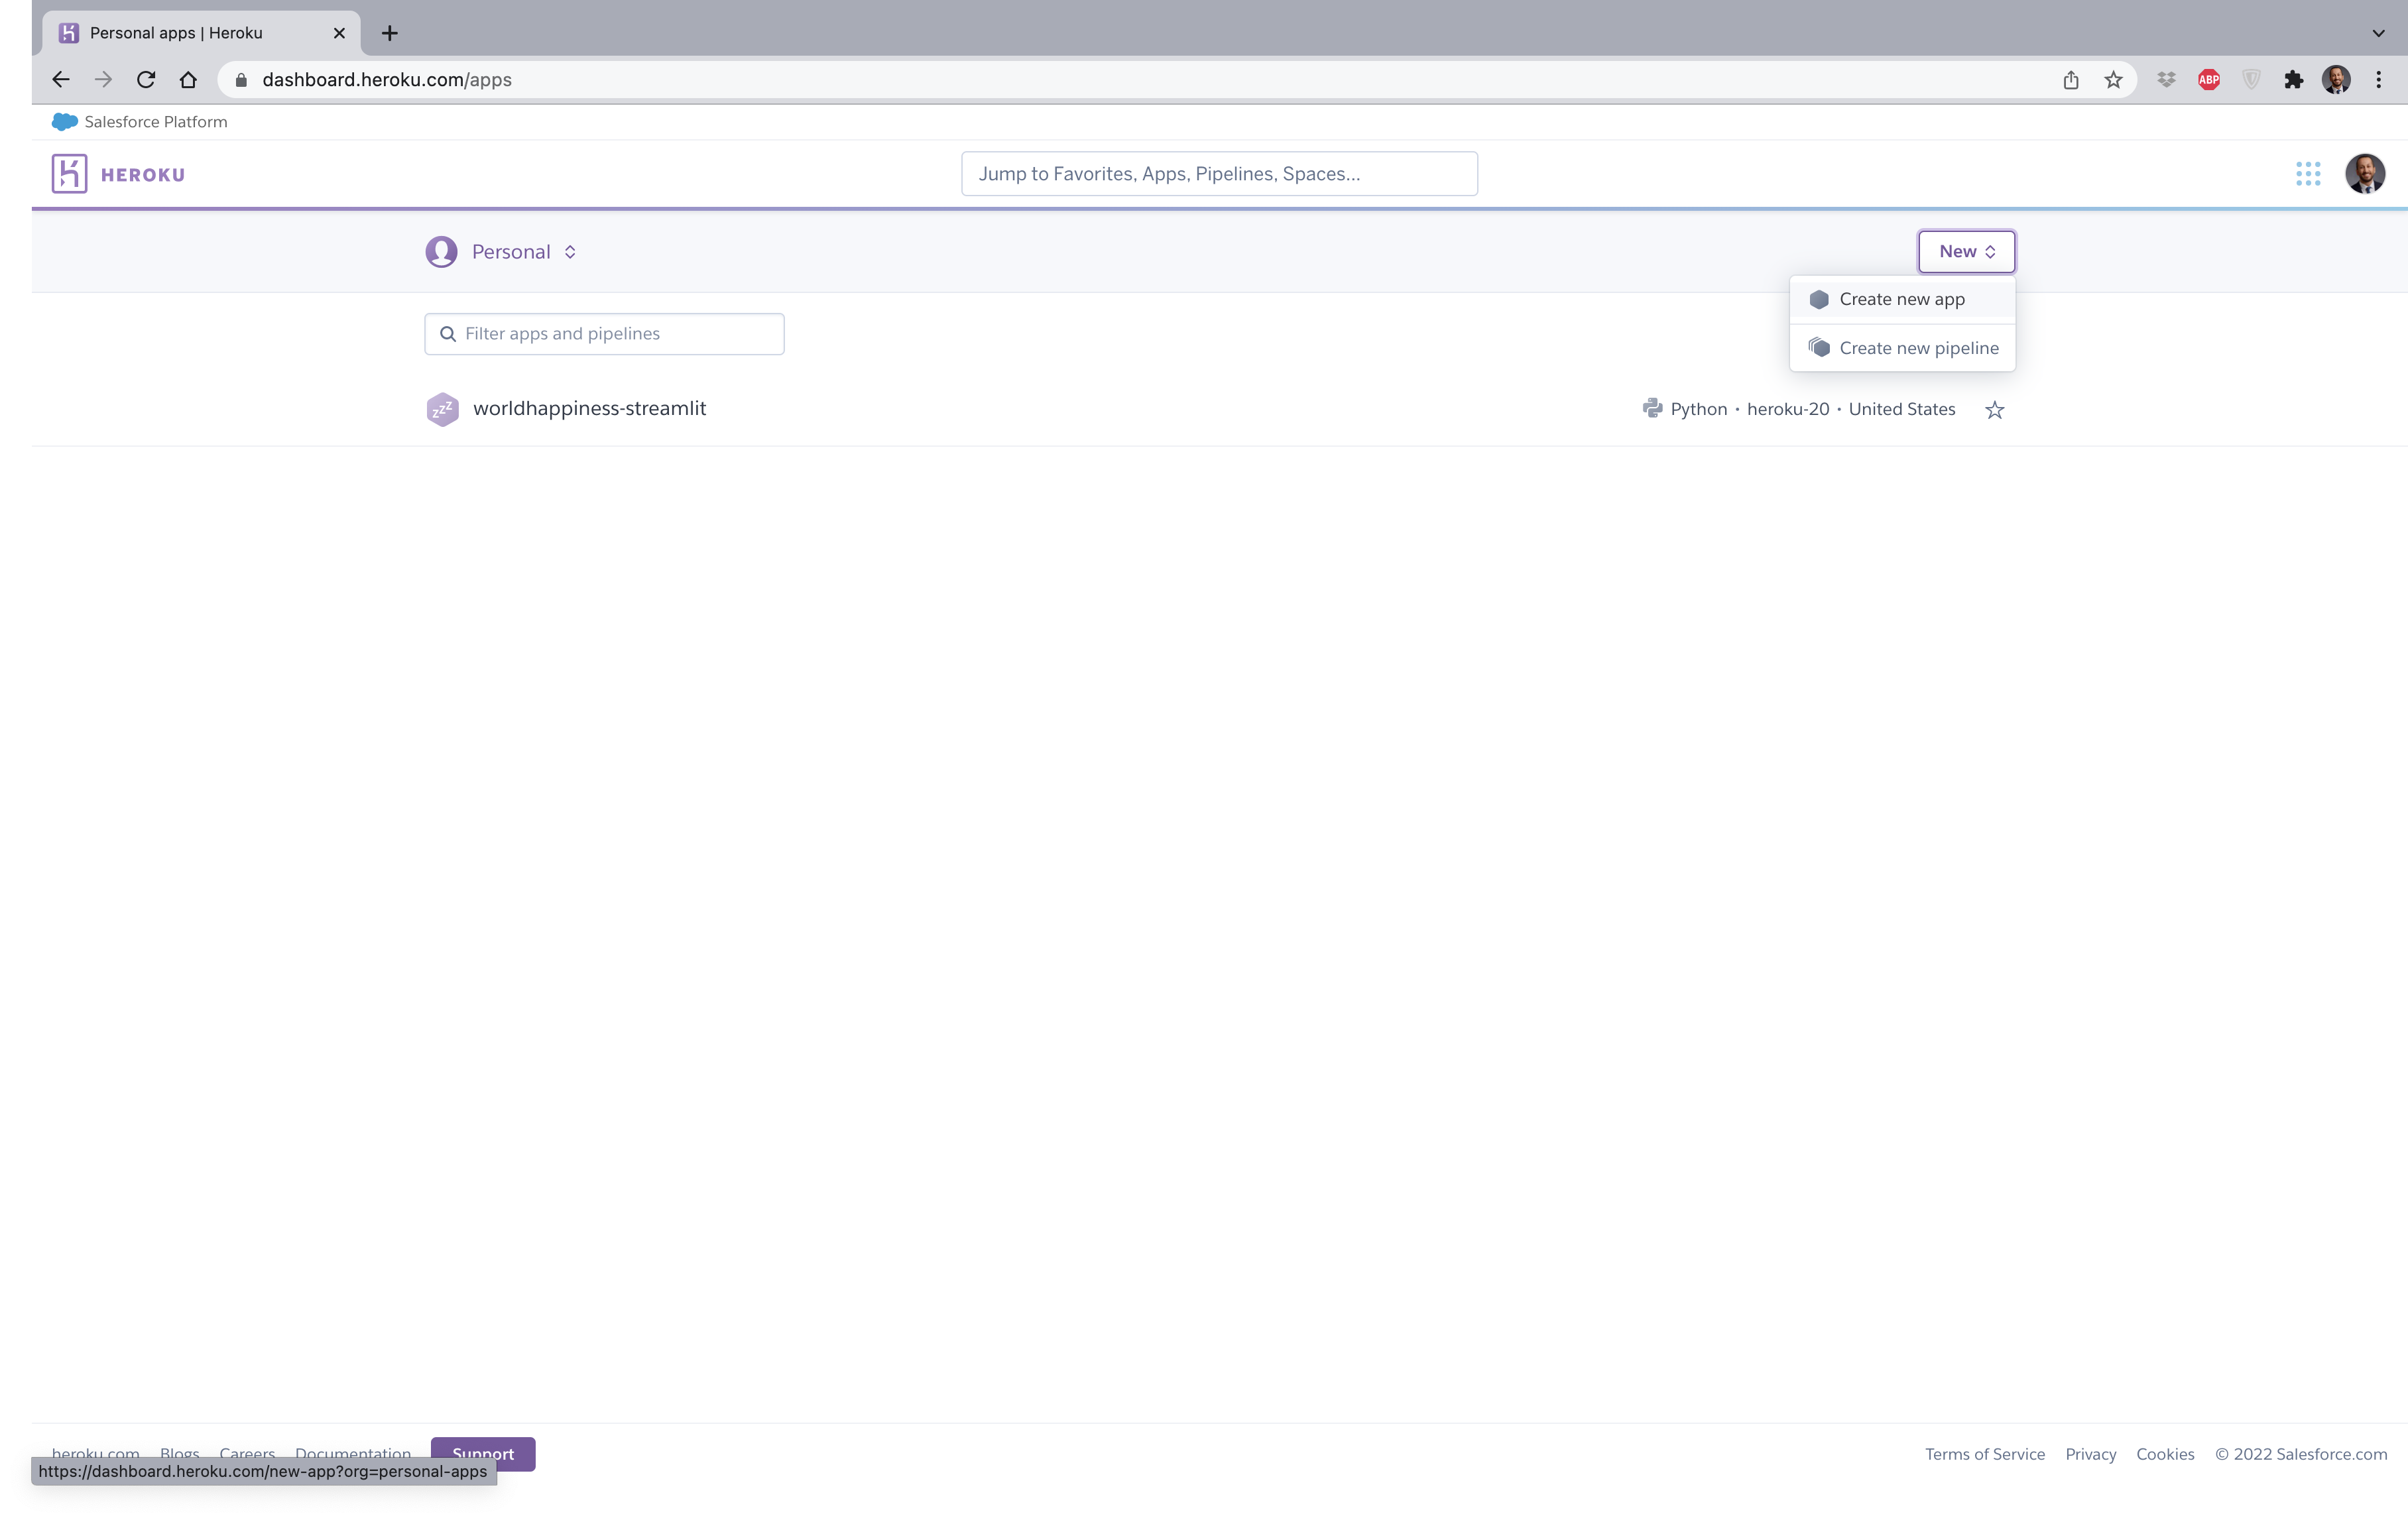 Personal apps | Heroku
dashboard.heroku.com/apps
ABP
Salesforce Platform
HEROKU
Jump to Favorites, Apps, Pipelines, Spaces...
Personal
New
Create new app
Filter apps and pipelines
Create new pipeline
zzz
worldhappiness-streamlit
Python • heroku-20 • United States
heroku.com Blogs Careers Documentation Support
Terms of Service Privacy Cookies © 2022 Salesforce.com
https://dashboard.heroku.com/new-app?org=personal-apps